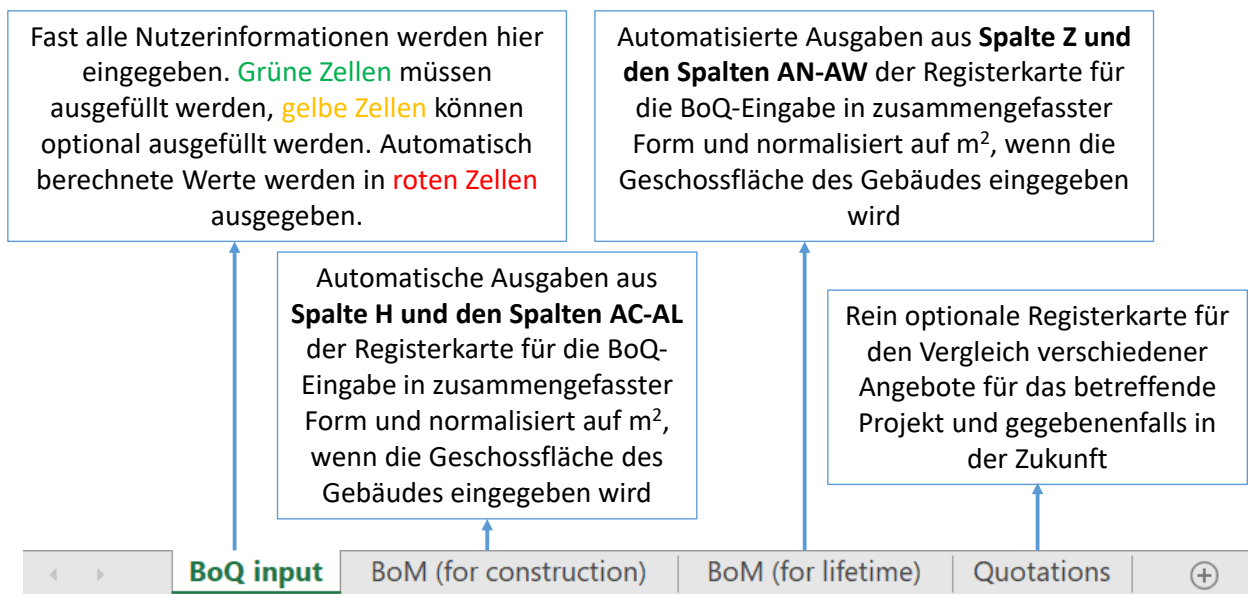 Fast alle Nutzerinformationen werden hier
eingegeben. Grüne Zellen müssen
ausgefüllt werden, gelbe Zellen können
optional ausgefüllt werden. Automatisch
berechnete Werte werden in roten Zellen
ausgegeben.
Automatisierte Ausgaben aus Spalte Z und
den Spalten AN-AW der Registerkarte für
die BoQ-Eingabe in zusammengefasster
Form und normalisiert auf m², wenn die
Geschossfläche des Gebäudes eingegeben
wird
Automatische Ausgaben aus
Spalte H und den Spalten AC-AL
der Registerkarte für die BoQ-
Eingabe in zusammengefasster
Form und normalisiert auf m²,
wenn die Geschossfläche des
Gebäudes eingegeben wird
Rein optionale Registerkarte für
den Vergleich verschiedener
Angebote für das betreffende
Projekt und gegebenenfalls in
der Zukunft
BoQ input BoM (for construction) BoM (for lifetime) Quotations